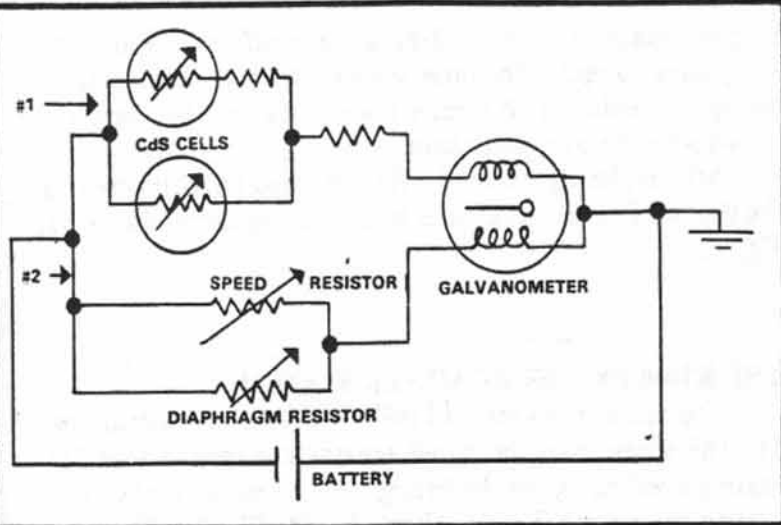 #1
CdS CELLS
#2
SPEED RESISTOR
GALVANOMETER
DIAPHRAGM RESISTOR
BATTERY